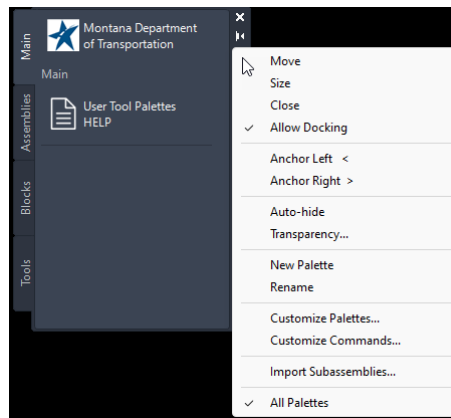 Montana Department
of Transportation
Main
User Tool Palettes
HELP
Main
Assemblies
Blocks
Tools
Move
Size
Close
✓ Allow Docking
Anchor Left <
Anchor Right >
Auto-hide
Transparency...
New Palette
Rename
Customize Palettes...
Customize Commands...
Import Subassemblies...
✓ All Palettes